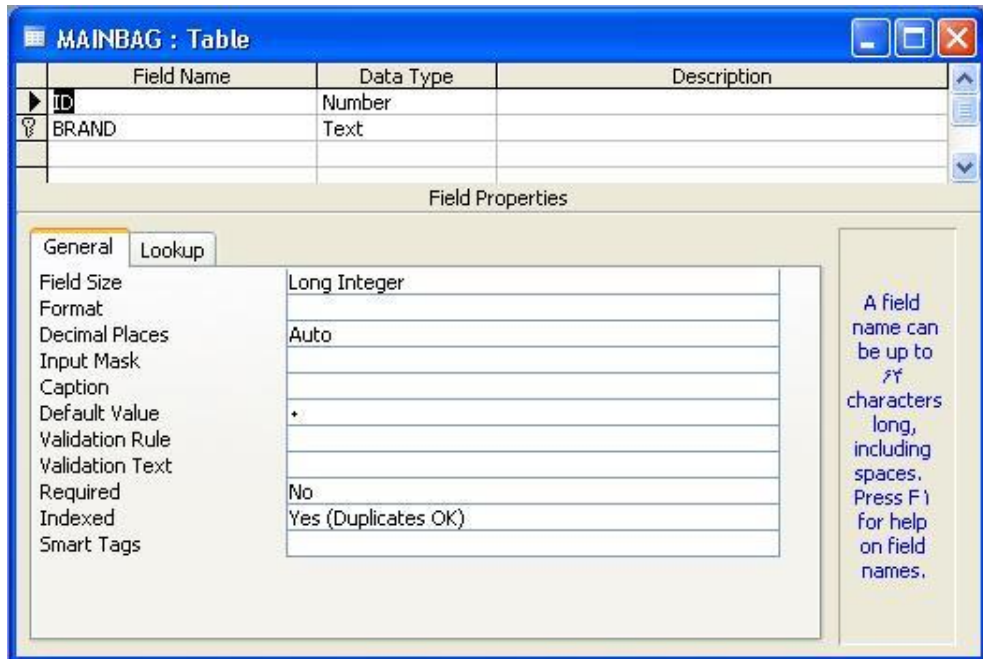 MAINBAG : Table
Field Name Data Type Description
ID Number
BRAND Text
Field Properties
General Lookup
Field Size Long Integer
Format
Decimal Places Auto
Input Mask
Caption
Default Value ۰
Validation Rule
Validation Text
Required No
Indexed Yes (Duplicates OK)
Smart Tags
A field
name can
be up to
۶۴
characters
long,
including
spaces.
Press F۱
for help
on field
names.